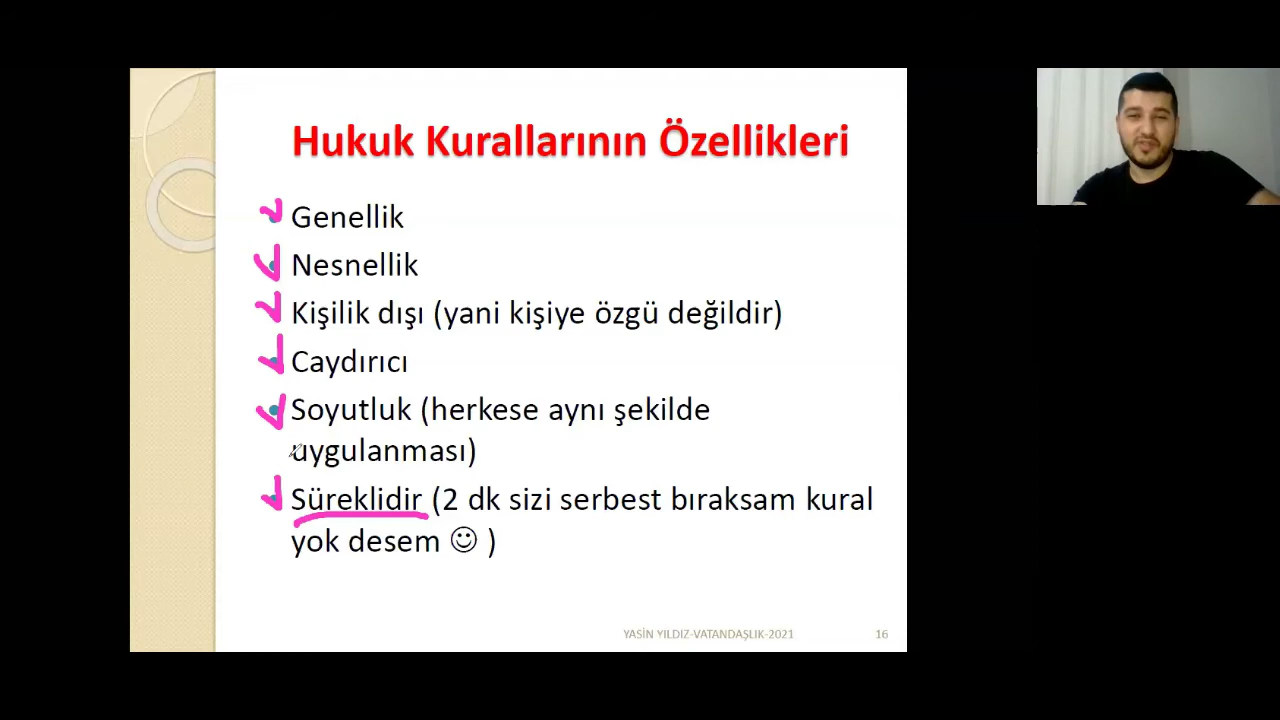 Hukuk Kurallarının Özellikleri
Genellik
Nesnellik
Kişilik dışı (yani kişiye özgü değildir)
Caydırıcı
Soyutluk (herkese aynı şekilde
uygulanması)
Süreklidir (2 dk sizi serbest bıraksam kural
yok desem ☺ )
YASİN YILDIZ-VATANDAŞLIK-2021
16